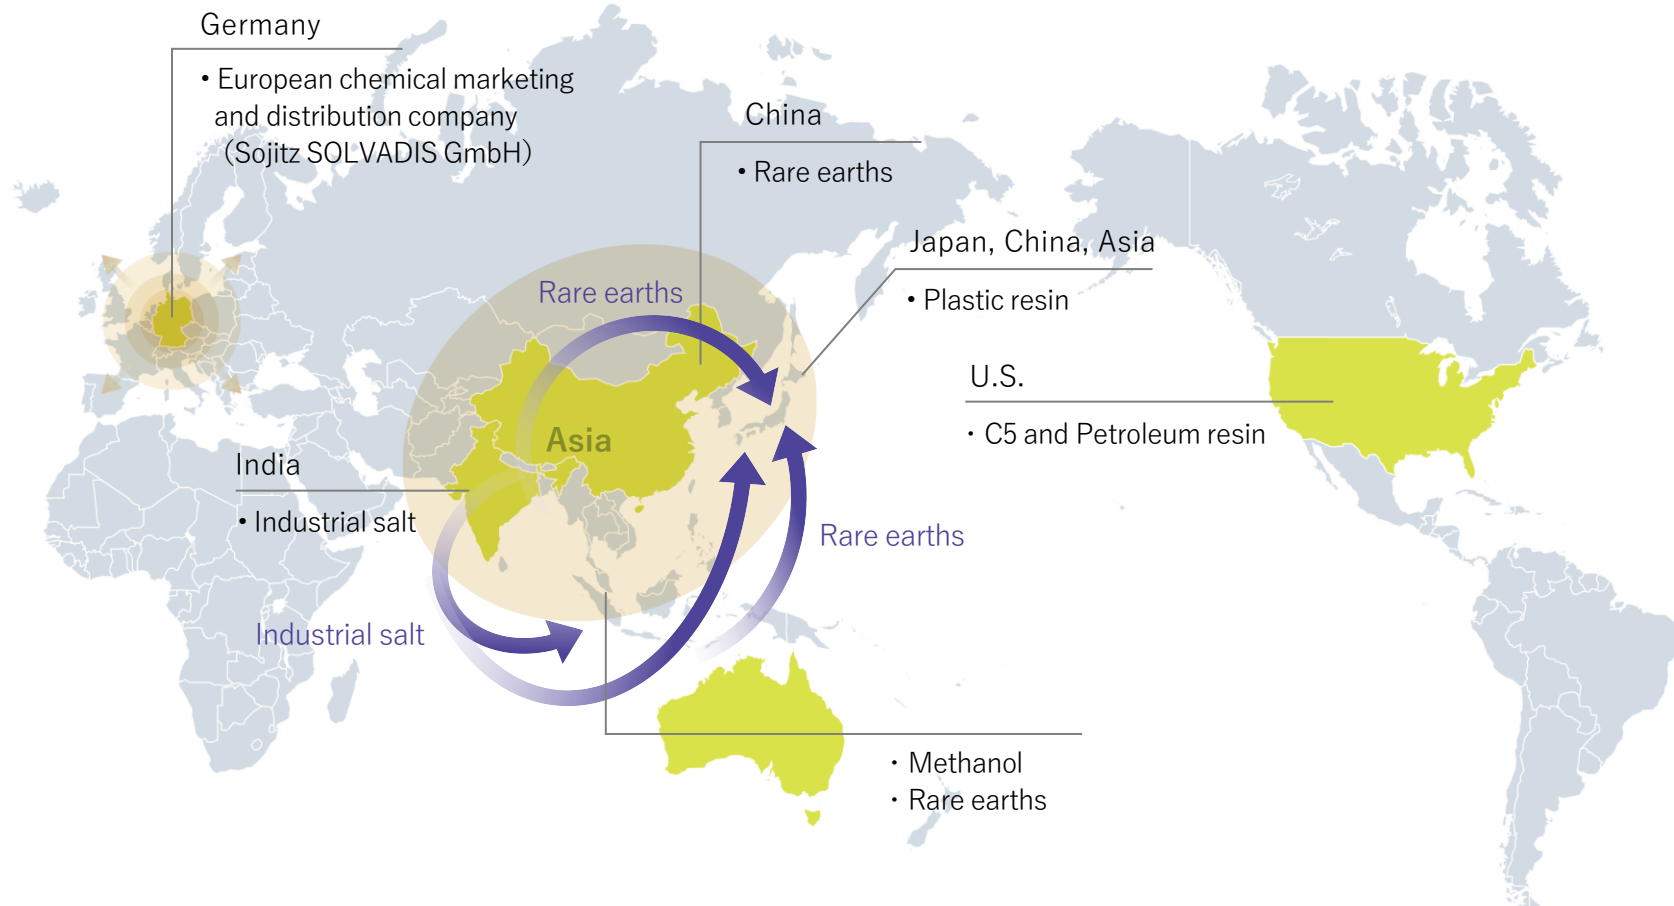 Germany
• European chemical marketing
and distribution company
(Sojitz SOLVADIS GmbH)
China
• Rare earths
Japan, China, Asia
• Plastic resin
Rare earths
U.S.
・ C5 and Petroleum resin
Asia
India
• Industrial salt
Rare earths
Industrial salt
・ Methanol
・ Rare earths